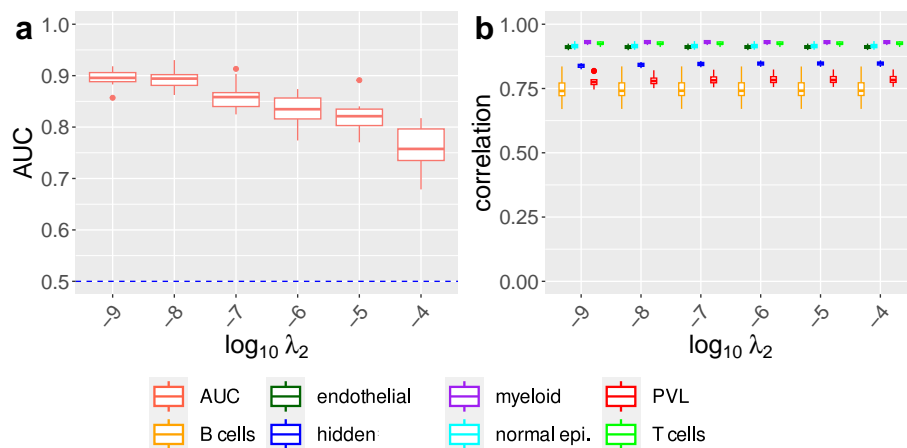 a
AUC
1.0
0.9
0.8
0.7
0.6
0.5
−9
−8
−7
−6
−5
−4
log10 λ2
b
correlation
1.00
0.75
0.50
0.25
0.00
−9
−8
−7
−6
−5
−4
log10 λ2
AUC endothelial myeloid PVL
B cells hidden normal epi. T cells